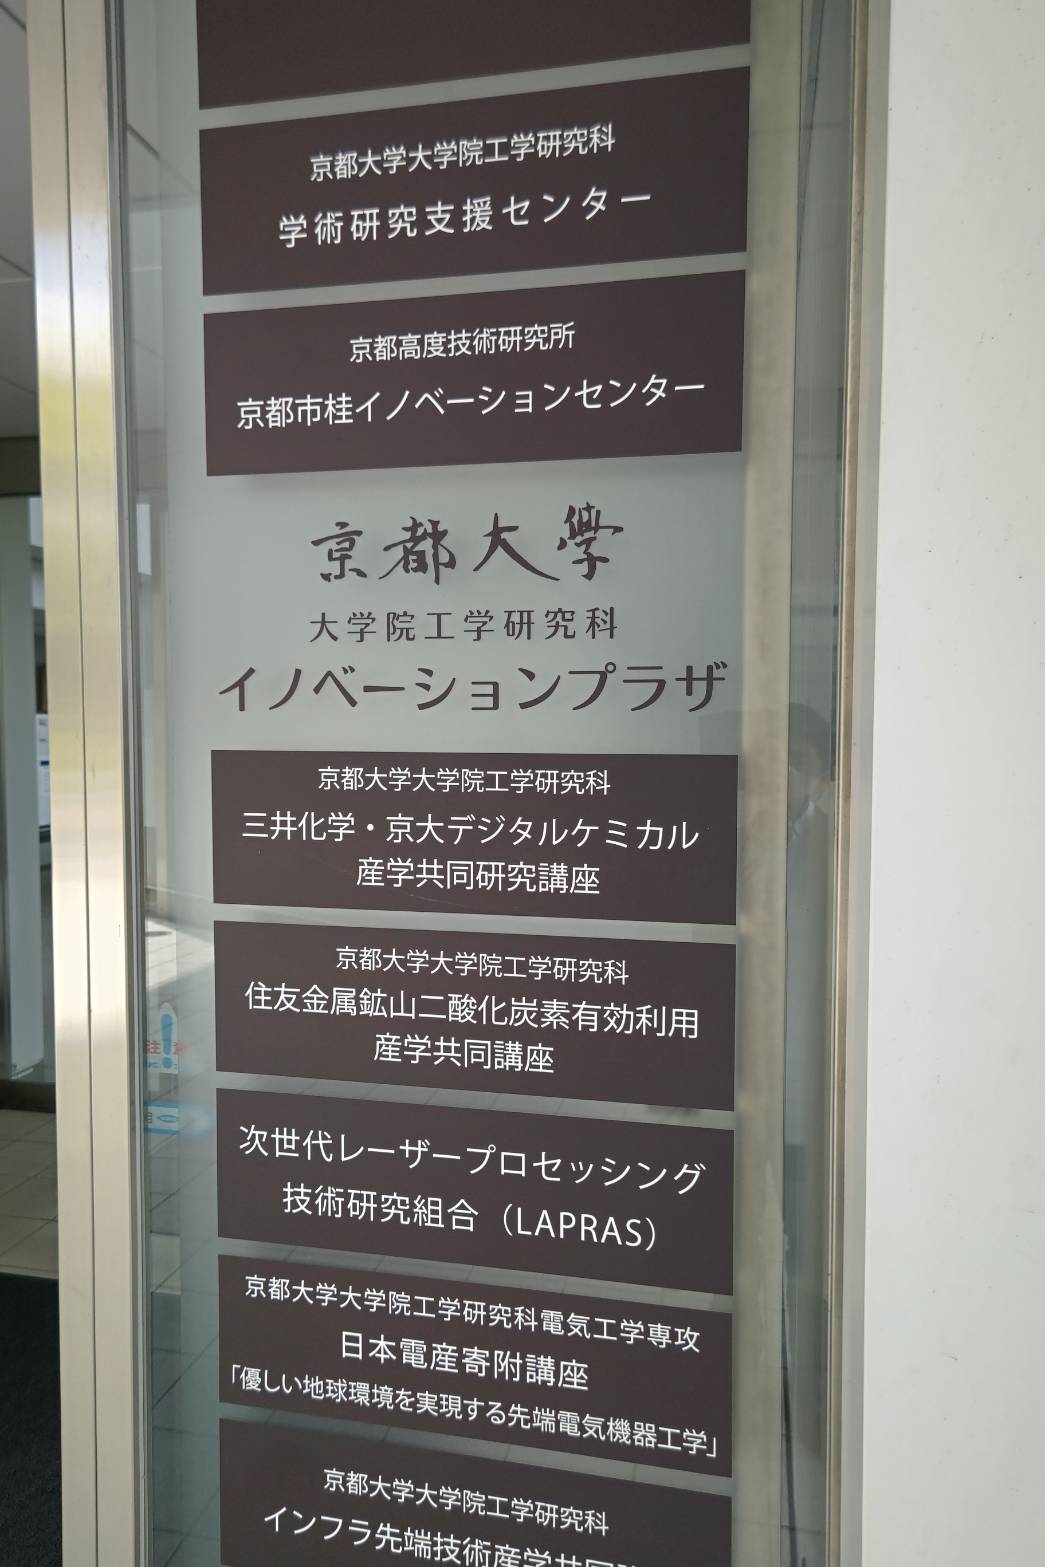 京都大学大学院工学研究科
学術研究支援センター
京都高度技術研究所
京都市桂イノベーションセンター
京都大學
大学院工学研究科
イノベーションプラザ
京都大学大学院工学研究科
三井化学・京大デジタルケミカル
産学共同研究講座
京都大学大学院工学研究科
住友金属鉱山二酸化炭素有効利用
産学共同講座
次世代レーザープロセッシング
技術研究組合（LAPRAS）
京都大学大学院工学研究科電気工学専攻
日本電産寄附講座
「優しい地球環境を実現する先端電気機器工学」
京都大学大学院工学研究科
インフラ先端技術産学共同